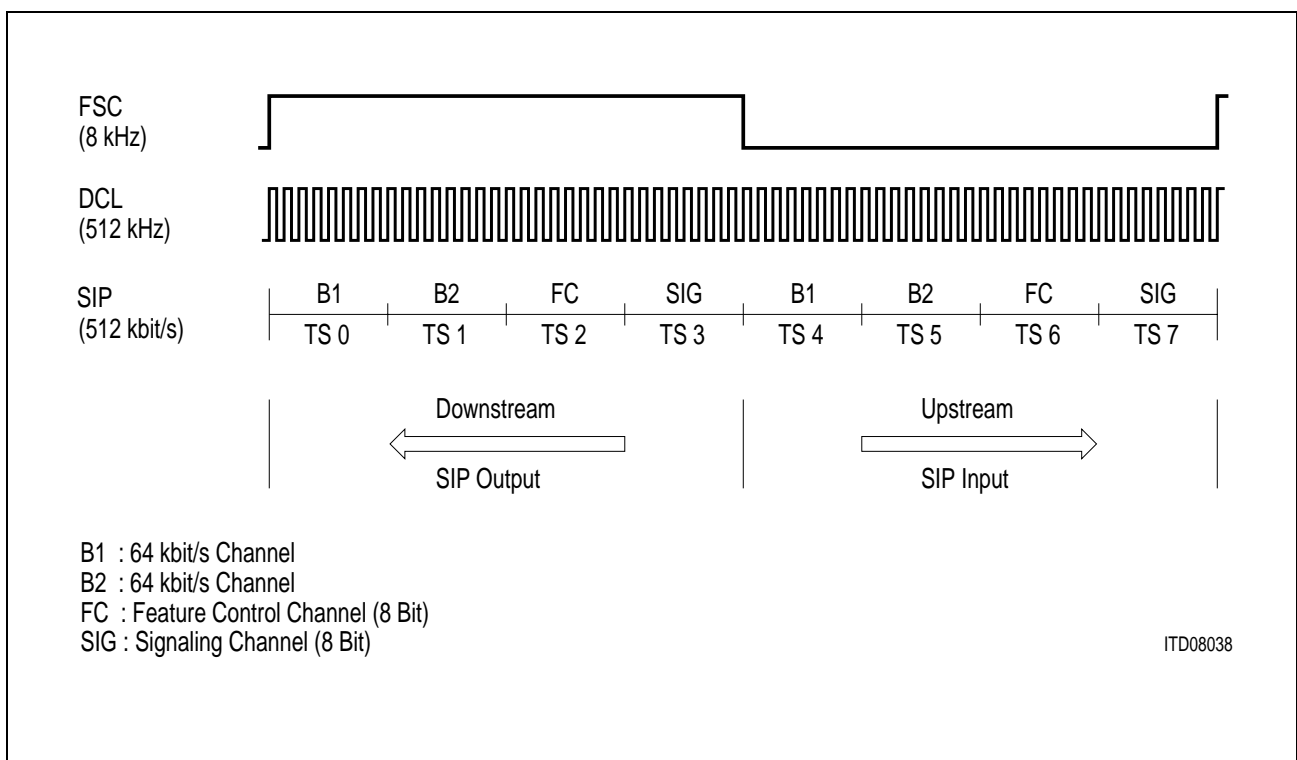 FSC
(8 kHz)
DCL
(512 kHz)
SIP
(512 kbit/s)
B1 B2 FC SIG B1 B2 FC SIG
TS 0 TS 1 TS 2 TS 3 TS 4 TS 5 TS 6 TS 7
Downstream Upstream
SIP Output SIP Input
B1 : 64 kbit/s Channel
B2 : 64 kbit/s Channel
FC : Feature Control Channel (8 Bit)
SIG : Signaling Channel (8 Bit)
ITD08038